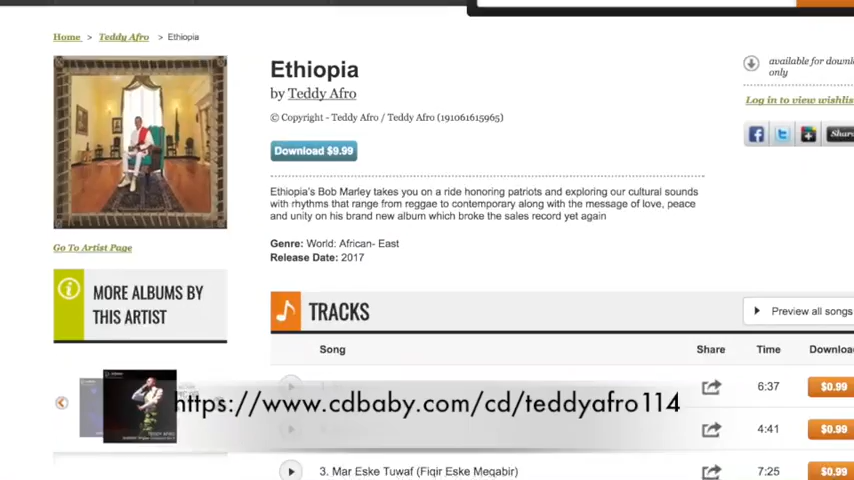 Home > Teddy Afro > Ethiopia
Ethiopia
by Teddy Afro
© Copyright - Teddy Afro / Teddy Afro (191061615965)
Download $9.99
Ethiopia's Bob Marley takes you on a ride honoring patriots and exploring our cultural sounds
with rhythms that range from reggae to contemporary along with the message of love, peace
and unity on his brand new album which broke the sales record yet again
Genre: World: African- East
Release Date: 2017
available for downl
only
Log in to view wishlis
Share
Go To Artist Page
MORE ALBUMS BY
THIS ARTIST
TRACKS
Preview all songs
Song Share Time Downloa
6:37 $0.99
https://www.cdbaby.com/cd/teddyafro114
4:41 $0.99
3. Mar Eske Tuwaf (Fiqir Eske Meqabir) 7:25 $0.99